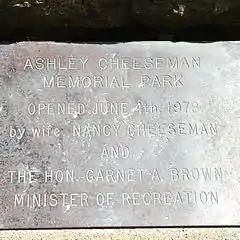 ASHLEY CHEESEMAN
MEMORIAL PARK
OPENED JUNE 4th, 1978
by wife NANCY CHEESEMAN
AND
THE HON. GARNET A. BROWN
MINISTER OF RECREATION